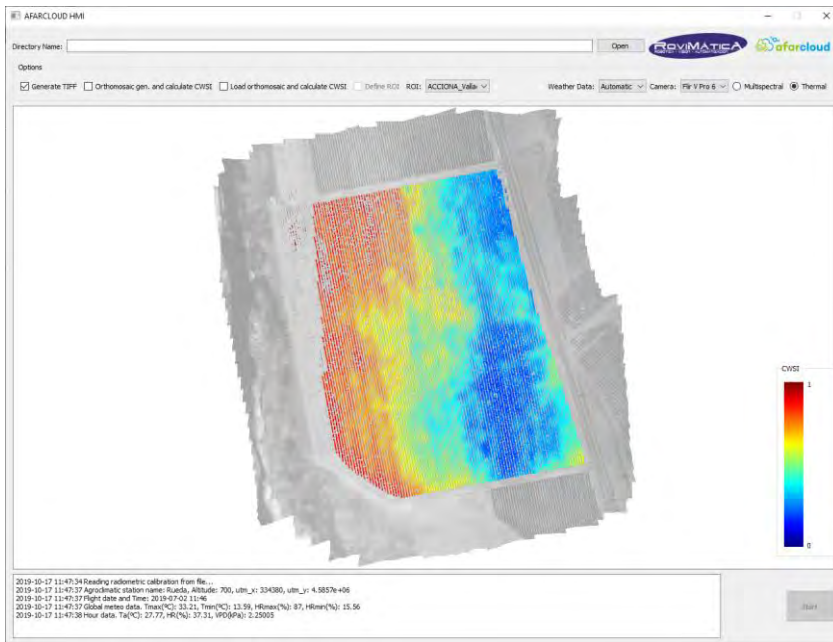 AFARCLOUD HMI
Directory Name:
Open
ROVIMATICA
afarcloud
Options
Generate TIFF
Orthomosaic gen. and calculate CWSI
Load orthomosaic and calculate CWSI
Define ROI
ROI:
ACCIONA_Valla
Weather Data:
Automatic
Camera:
Flir V Pro 6
Multispectral
Thermal
CWSI
1
0
2019-10-17 11:47:34 Reading radiometric calibration from file...
2019-10-17 11:47:37 Agroclimatic station name: Rueda, Altitude: 700, utm_x: 334380, utm_y: 4.5857e+06
2019-10-17 11:47:37 Flight date and Time: 2019-07-02 11:46
2019-10-17 11:47:37 Global meteo data. Tmax(ºC): 33.21, Tmin(ºC): 13.59, HRmax(%): 87, HRmin(%): 15.56
2019-10-17 11:47:38 Hour data. Ta(ºC): 27.77, HR(%): 37.31, VPD(kPa): 2.25005
Start